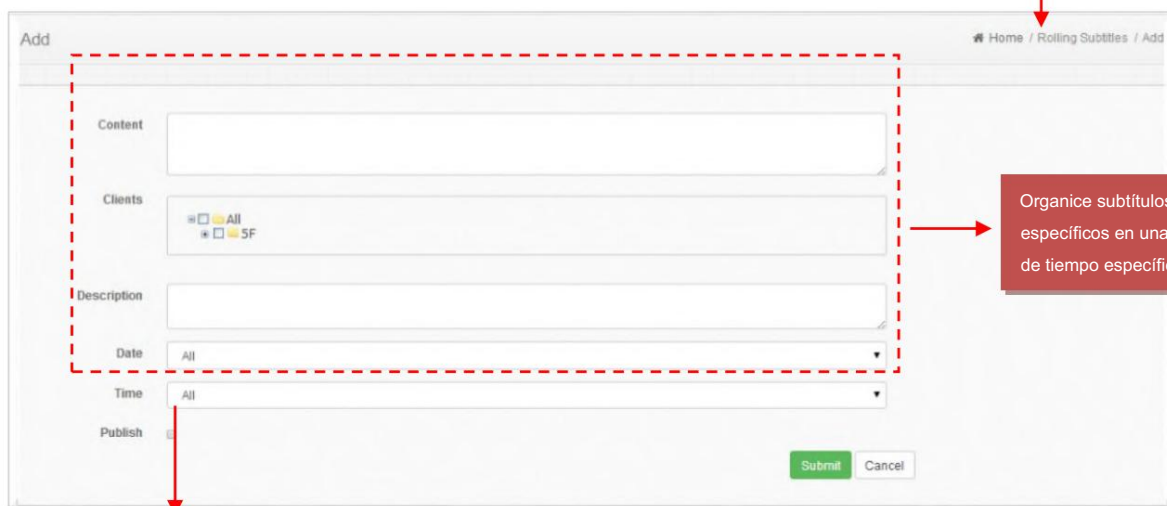 Add
Home / Rolling Subtitles / Add
Content
Clients
All
5F
Organice subtítulos
específicos en una
de tiempo
Description
Date
All
Time
All
Publish
Submit Cancel